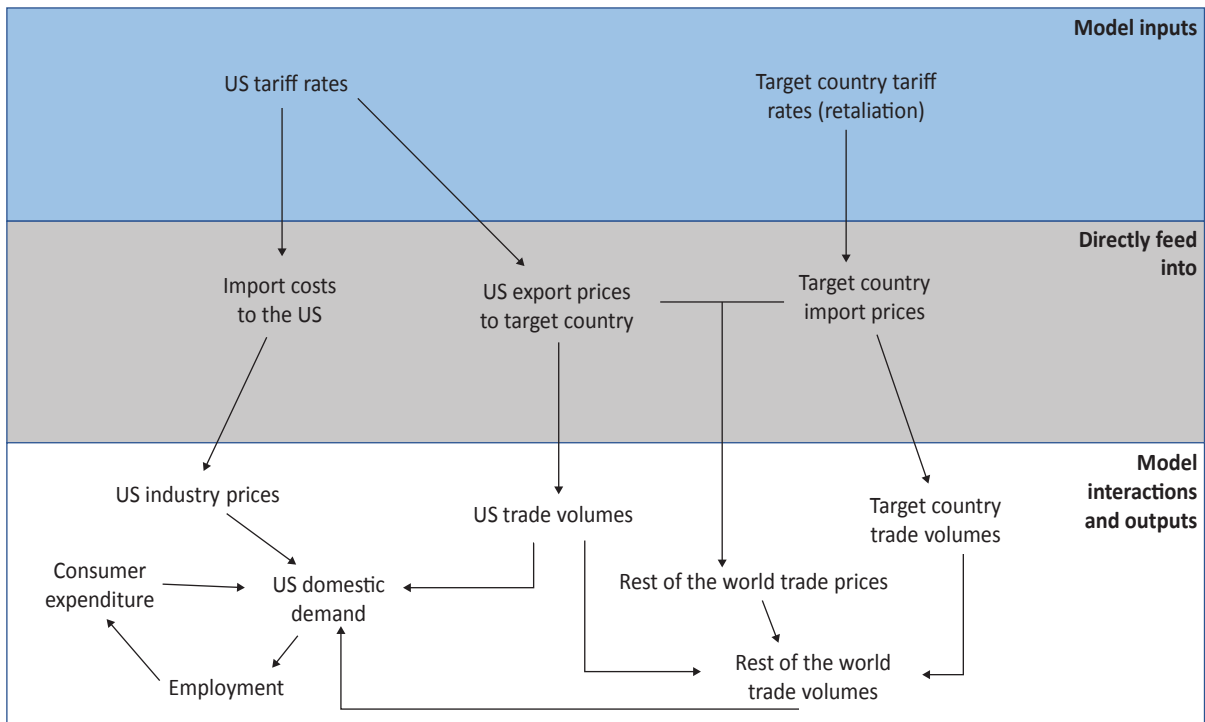 Model inputs
US tariff rates
Target country tariff
rates (retaliation)
Directly feed
into
Import costs
to the US
US export prices
to target country
Target country
import prices
Model
interactions
and outputs
US industry prices
US trade volumes
Target country
trade volumes
Consumer
expenditure
US domestic
demand
Rest of the world trade prices
Employment
Rest of the world
trade volumes